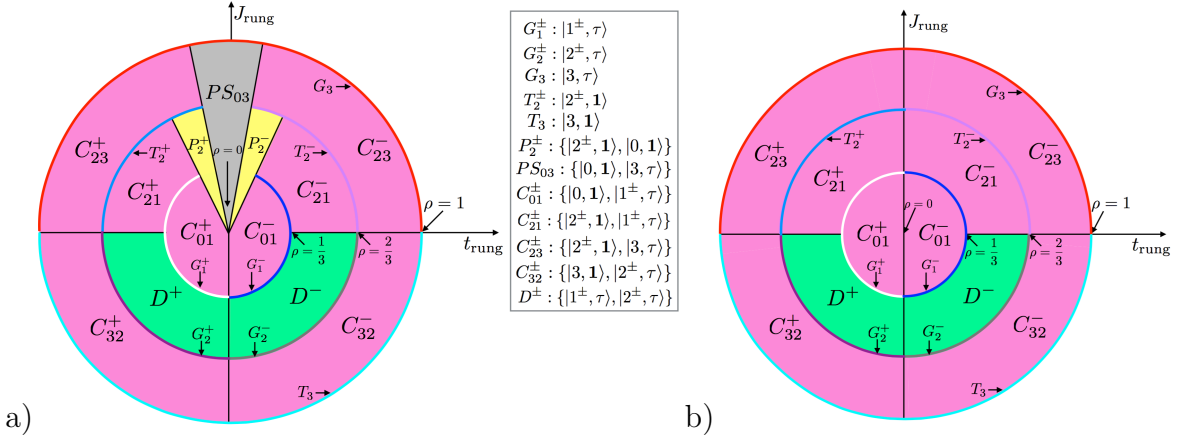 J_rung
G_3
PS_03
C_23^+
C_23^-
P_2^+
P_2^-
T_2^+
T_2^-
ρ=0
C_21^+
C_21^-
ρ = 1
C_01^+
C_01^-
t_rung
ρ = 1/3
ρ = 2/3
G_1^+
G_1^-
D^+
D^-
C_32^+
C_32^-
G_2^+
G_2^-
T_3
a)
G_1^± : |1^±, τ⟩
G_2^± : |2^±, τ⟩
G_3 : |3, τ⟩
T_2^± : |2^±, 1⟩
T_3 : |3, 1⟩
P_2^± : {|2^±, 1⟩, |0, 1⟩}
PS_03 : {|0, 1⟩, |3, τ⟩}
C_01^± : {|0, 1⟩, |1^±, τ⟩}
C_21^± : {|2^±, 1⟩, |1^±, τ⟩}
C_23^± : {|2^±, 1⟩, |3, τ⟩}
C_32^± : {|3, 1⟩, |2^±, τ⟩}
D^± : {|1^±, τ⟩, |2^±, τ⟩}
J_rung
G_3
C_23^+
C_23^-
T_2^+
T_2^-
C_21^+
C_21^-
ρ=0
ρ = 1
C_01^+
C_01^-
t_rung
ρ = 1/3
ρ = 2/3
G_1^+
G_1^-
D^+
D^-
C_32^+
C_32^-
G_2^+
G_2^-
T_3
b)